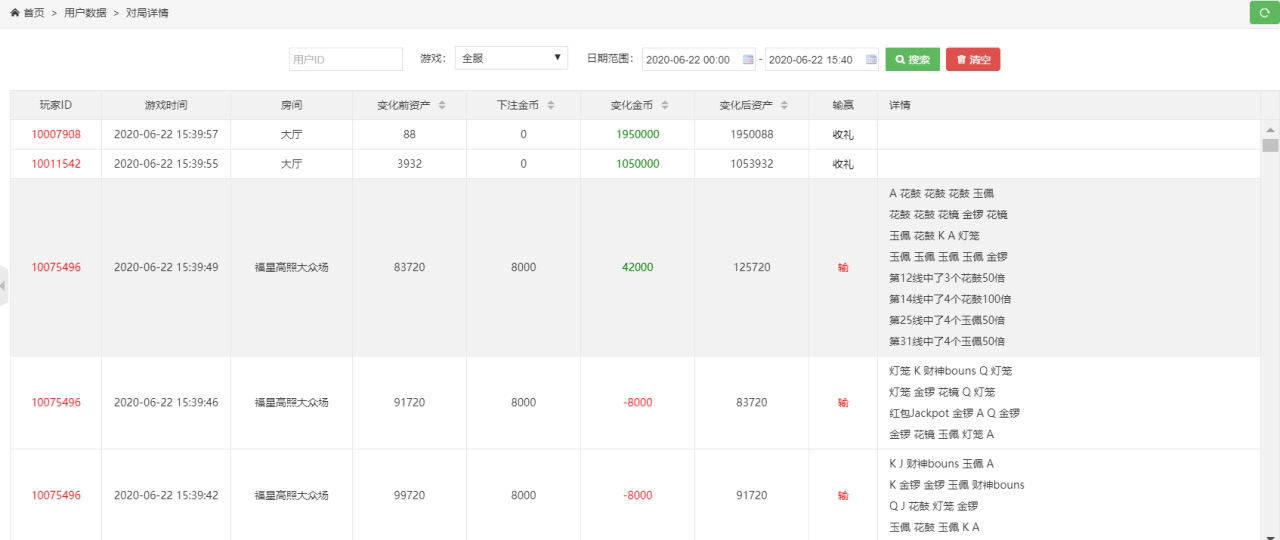 首页 > 用户数据 > 对局详情
用户ID 游戏: 全服 日期范围: 2020-06-22 00:00 - 2020-06-22 15:40 搜索 清空
玩家ID 游戏时间 房间 变化前资产 下注金币 变化金币 变化后资产 输赢 详情
10007908 2020-06-22 15:39:57 大厅 88 0 1950000 1950088 收礼
10011542 2020-06-22 15:39:55 大厅 3932 0 1050000 1053932 收礼
10075496 2020-06-22 15:39:49 福星高照大众场 83720 8000 42000 125720 输
A 花鼓 花鼓 花鼓 玉佩
花鼓 花鼓 花镜 金锣 花镜
玉佩 花鼓 K A 灯笼
玉佩 玉佩 玉佩 玉佩 金锣
第12线中了3个花鼓50倍
第14线中了4个花鼓100倍
第25线中了4个玉佩50倍
第31线中了4个玉佩50倍
10075496 2020-06-22 15:39:46 福星高照大众场 91720 8000 -8000 83720 输
灯笼 K 财神bouns Q 灯笼
灯笼 金锣 花镜 Q 灯笼
红包Jackpot 金锣 A Q 金锣
金锣 花镜 玉佩 灯笼 A
10075496 2020-06-22 15:39:42 福星高照大众场 99720 8000 -8000 91720 输
K J 财神bouns 玉佩 A
K 金锣 金锣 玉佩 财神bouns
Q J 花鼓 灯笼 金锣
玉佩 花鼓 玉佩 K A